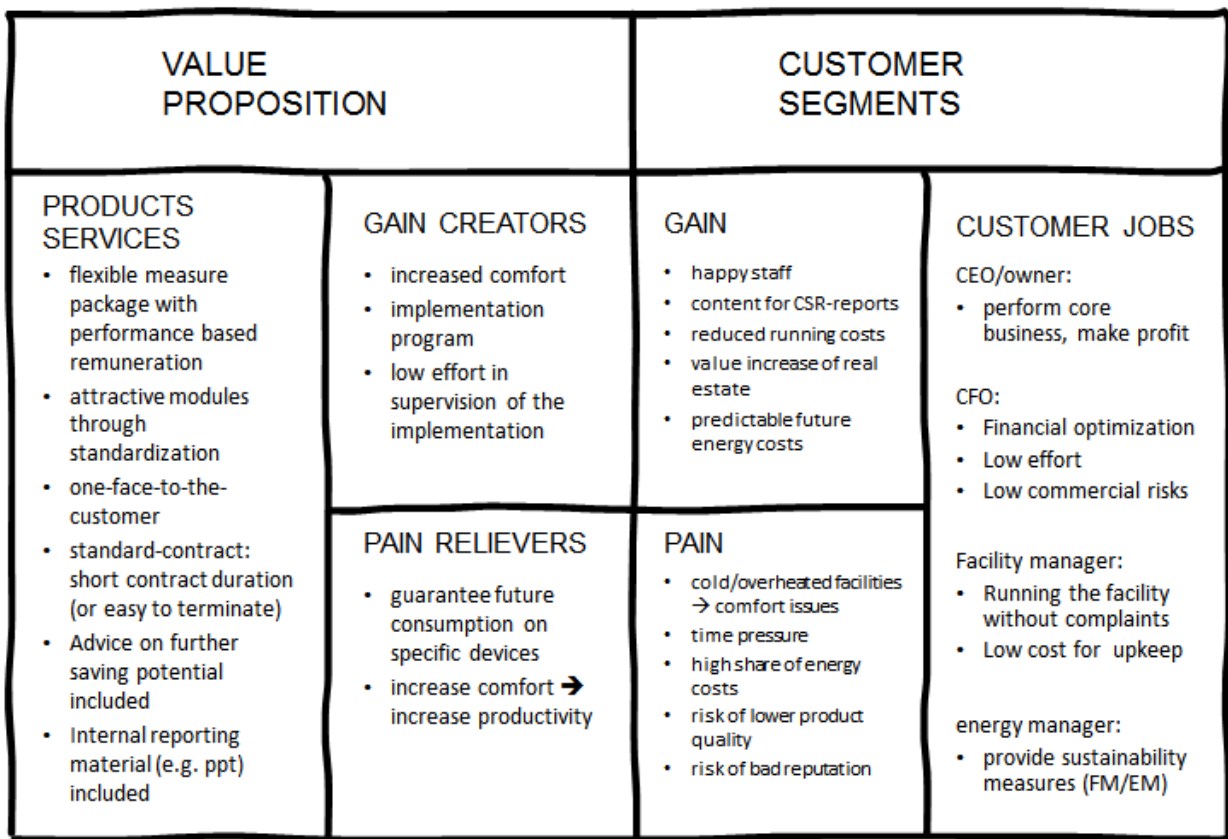 VALUE
PROPOSITION
CUSTOMER
SEGMENTS
PRODUCTS
SERVICES
• flexible measure
package with
performance based
remuneration
• attractive modules
through
standardization
• one-face-to-the-
customer
• standard-contract:
short contract duration
(or easy to terminate)
• Advice on further
saving potential
included
• Internal reporting
material (e.g. ppt)
included
GAIN CREATORS
• increased comfort
• implementation
program
• low effort in
supervision of the
implementation
PAIN RELIEVERS
• guarantee future
consumption on
specific devices
• increase comfort ➔
increase productivity
GAIN
• happy staff
• content for CSR-reports
• reduced running costs
• value increase of real
estate
• predictable future
energy costs
PAIN
• cold/overheated facilities
→ comfort issues
• time pressure
• high share of energy
costs
• risk of lower product
quality
• risk of bad reputation
CUSTOMER JOBS
CEO/owner:
• perform core
business, make profit
CFO:
• Financial optimization
• Low effort
• Low commercial risks
Facility manager:
• Running the facility
without complaints
• Low cost for upkeep
energy manager:
• provide sustainability
measures (FM/EM)